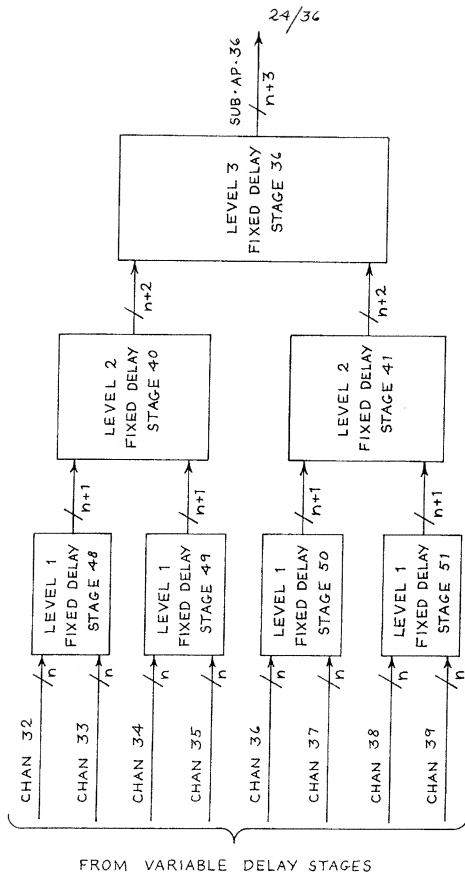 24/36
SUB·AP·36
n+3
LEVEL 3
FIXED DELAY
STAGE 36
n+2
n+2
LEVEL 2
FIXED DELAY
STAGE 40
LEVEL 2
FIXED DELAY
STAGE 41
n+1
n+1
n+1
n+1
LEVEL 1
FIXED DELAY
STAGE 48
LEVEL 1
FIXED DELAY
STAGE 49
LEVEL 1
FIXED DELAY
STAGE 50
LEVEL 1
FIXED DELAY
STAGE 51
n
n
n
n
n
n
n
n
CHAN 32
CHAN 33
CHAN 34
CHAN 35
CHAN 36
CHAN 37
CHAN 38
CHAN 39
FROM VARIABLE DELAY STAGES